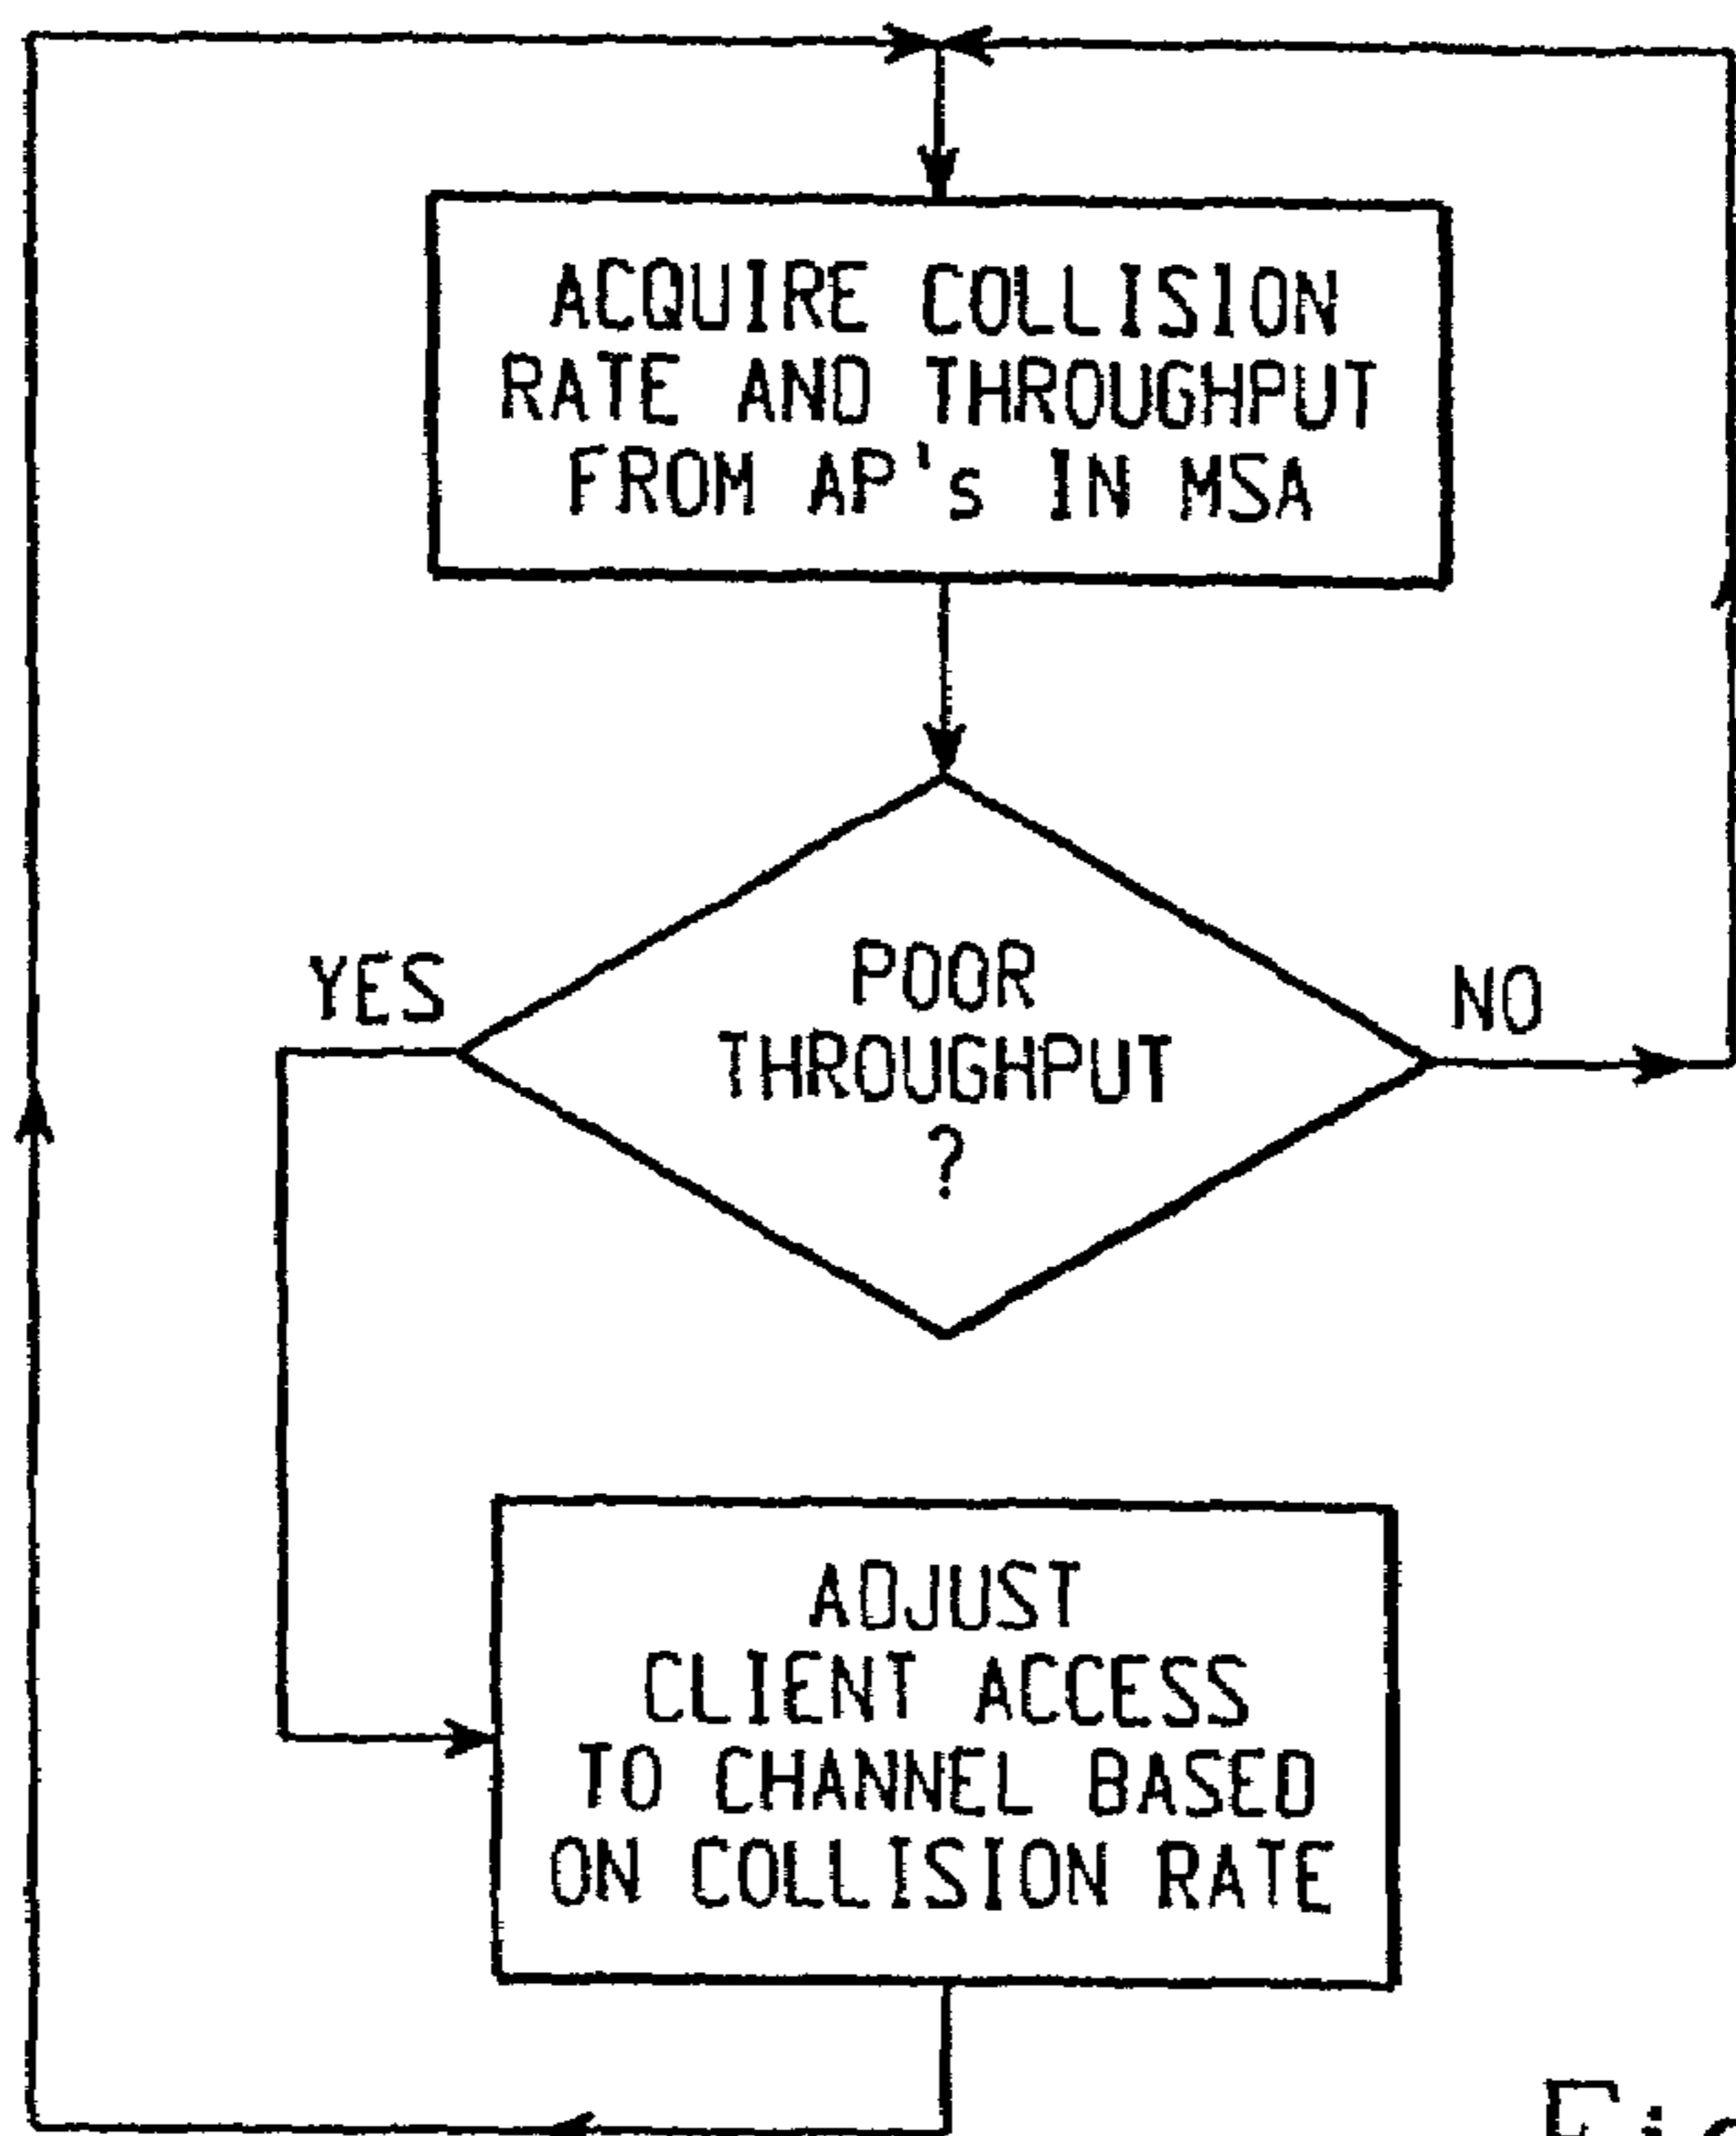 ACQUIRE COLLISION
RATE AND THROUGHPUT
FROM AP's IN MSA
YES
POOR
THROUGHPUT
?
NO
ADJUST
CLIENT ACCESS
TO CHANNEL BASED
ON COLLISION RATE